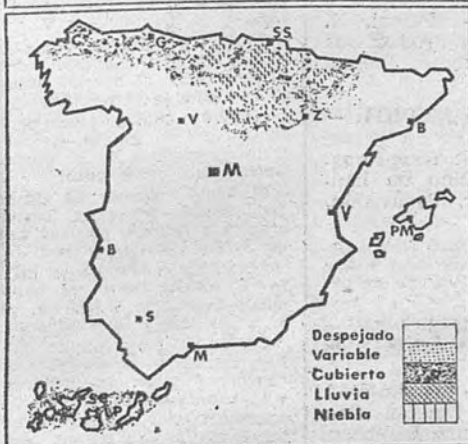 C G SS
V Z B
M
V
PM
B
S
M
Despejado
Variable
Cubierto
Lluvia
Niebla